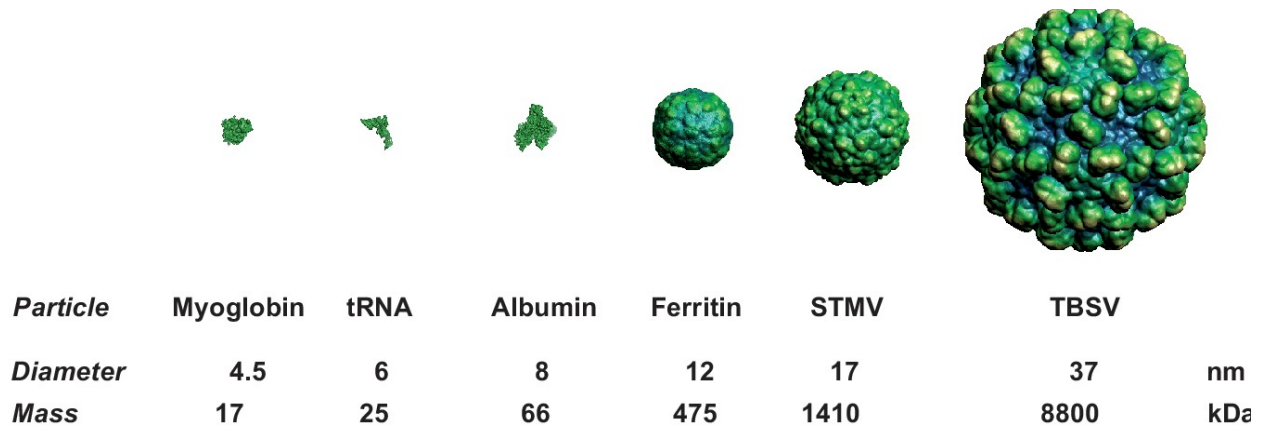 Particle Myoglobin tRNA Albumin Ferritin STMV TBSV
Diameter 4.5 6 8 12 17 37 nm
Mass 17 25 66 475 1410 8800 kDa